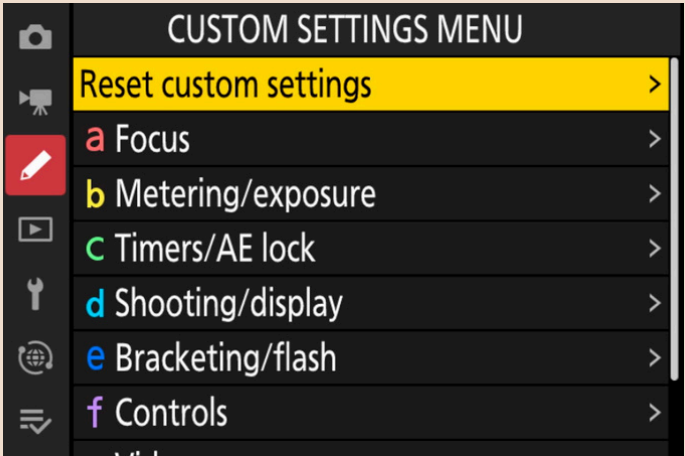 CUSTOM SETTINGS MENU
Reset custom settings >
a Focus >
b Metering/exposure >
c Timers/AE lock >
d Shooting/display >
e Bracketing/flash >
f Controls >